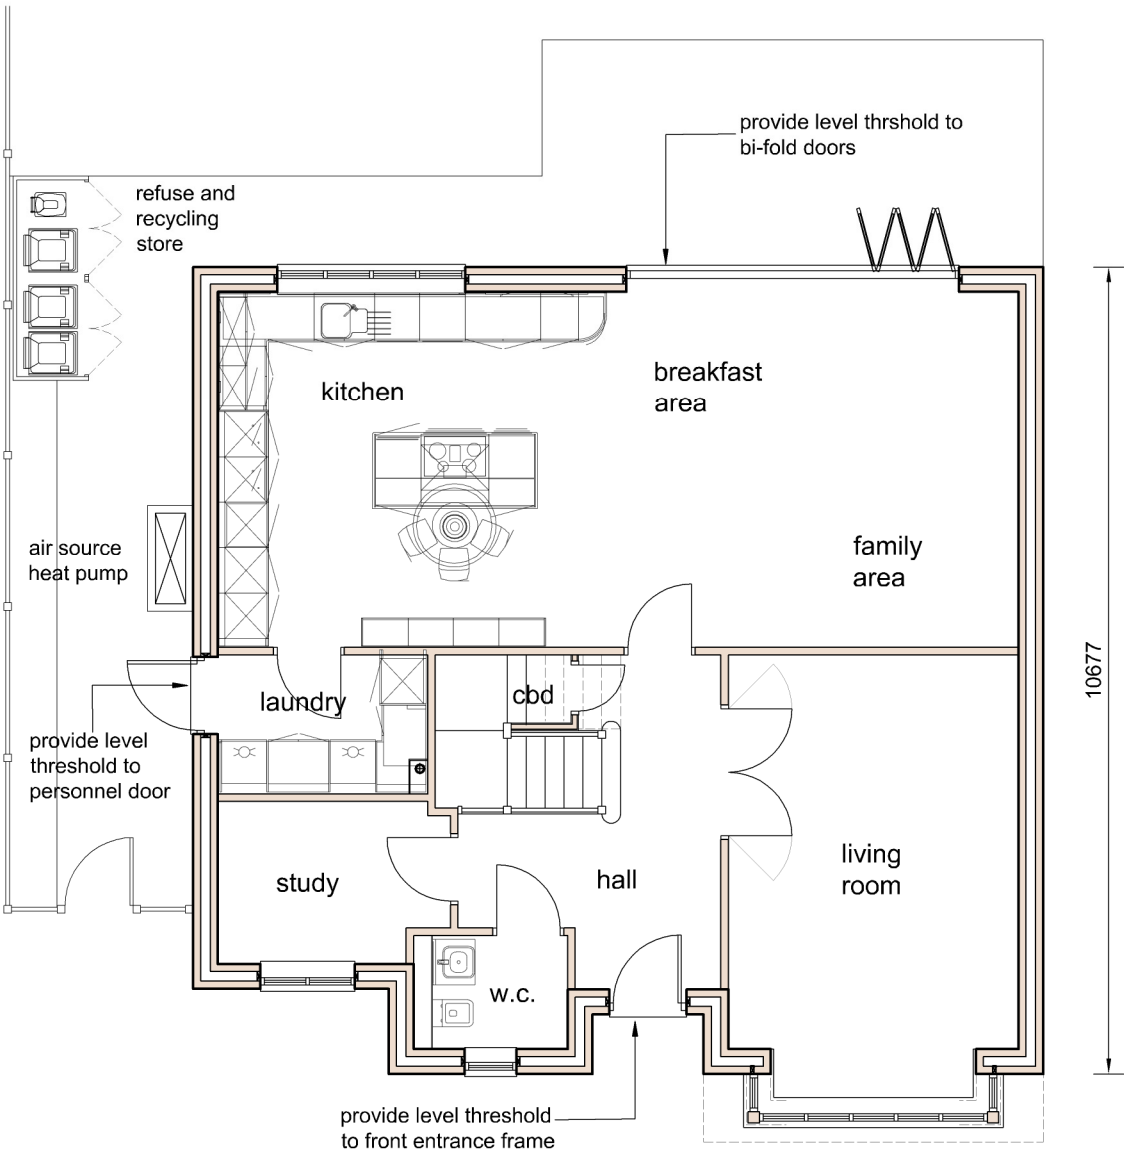 provide level thrshold to
bi-fold doors
refuse and
recycling
store
kitchen
breakfast
area
air source
heat pump
family
area
10677
laundry
cbd
provide level
threshold to
personnel door
study
hall
living
room
w.c.
provide level threshold
to front entrance frame